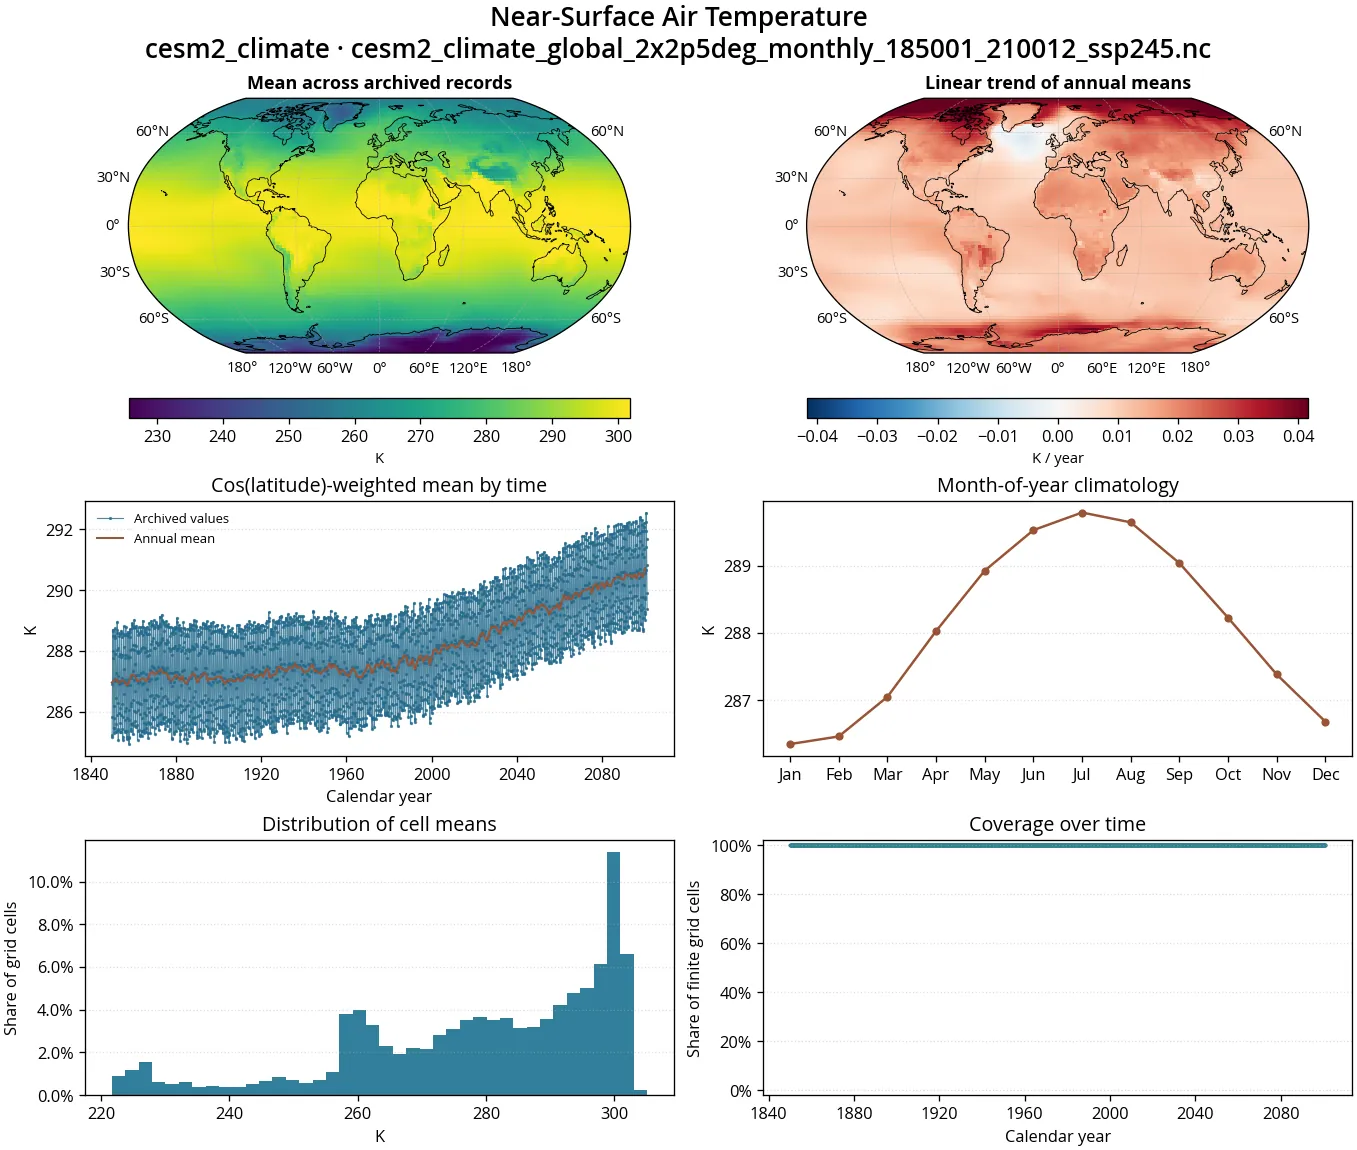 Near-Surface Air Temperature
cesm2_climate · cesm2_climate_global_2x2p5deg_monthly_185001_210012_ssp245.nc
Mean across archived records
60°N 60°N
30°N
0°
30°S
60°S 60°S
180° 120°W 60°W 0° 60°E 120°E 180°
230 240 250 260 270 280 290 300
K
Linear trend of annual means
60°N 60°N
30°N
0°
30°S
60°S 60°S
180° 120°W 60°W 0° 60°E 120°E 180°
−0.04 −0.03 −0.02 −0.01 0.00 0.01 0.02 0.03 0.04
K / year
Cos(latitude)-weighted mean by time
Archived values
Annual mean
K
292
290
288
286
1840 1880 1920 1960 2000 2040 2080
Calendar year
Month-of-year climatology
K
289
288
287
Jan Feb Mar Apr May Jun Jul Aug Sep Oct Nov Dec
Distribution of cell means
Share of grid cells
10.0%
8.0%
6.0%
4.0%
2.0%
0.0%
220 240 260 280 300
K
Coverage over time
Share of finite grid cells
100%
80%
60%
40%
20%
0%
1840 1880 1920 1960 2000 2040 2080
Calendar year